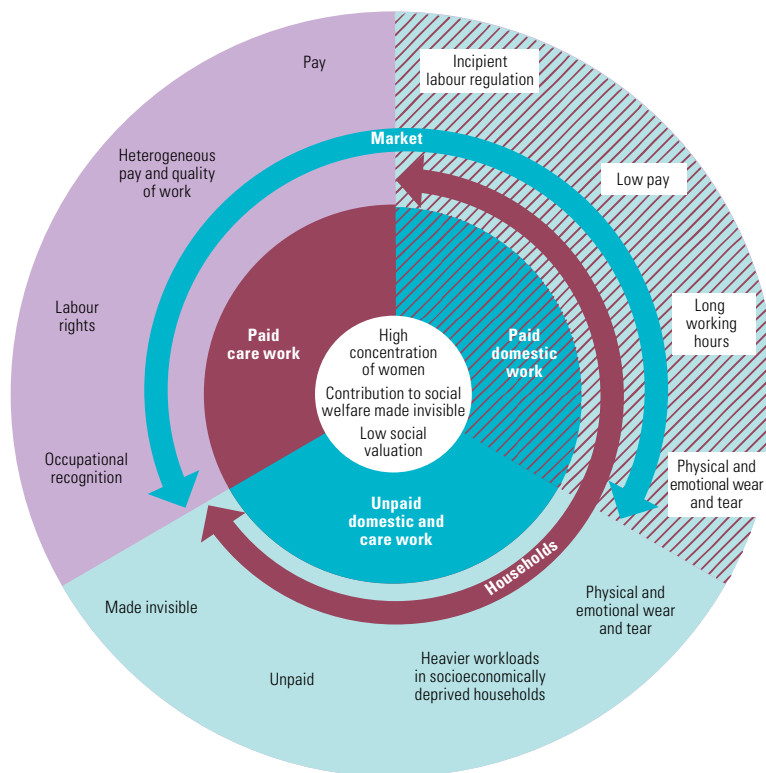 Pay
Incipient
labour regulation
Market
Heterogeneous
pay and quality
of work
Low pay
Labour
rights
Long
working
hours
Paid
care work
High
concentration
of women
Contribution to social
welfare made invisible
Low social
valuation
Paid
domestic
work
Occupational
recognition
Physical and
emotional wear
and tear
Unpaid
domestic and
care work
Households
Made invisible
Physical and
emotional wear
and tear
Unpaid
Heavier workloads
in socioeconomically
deprived households